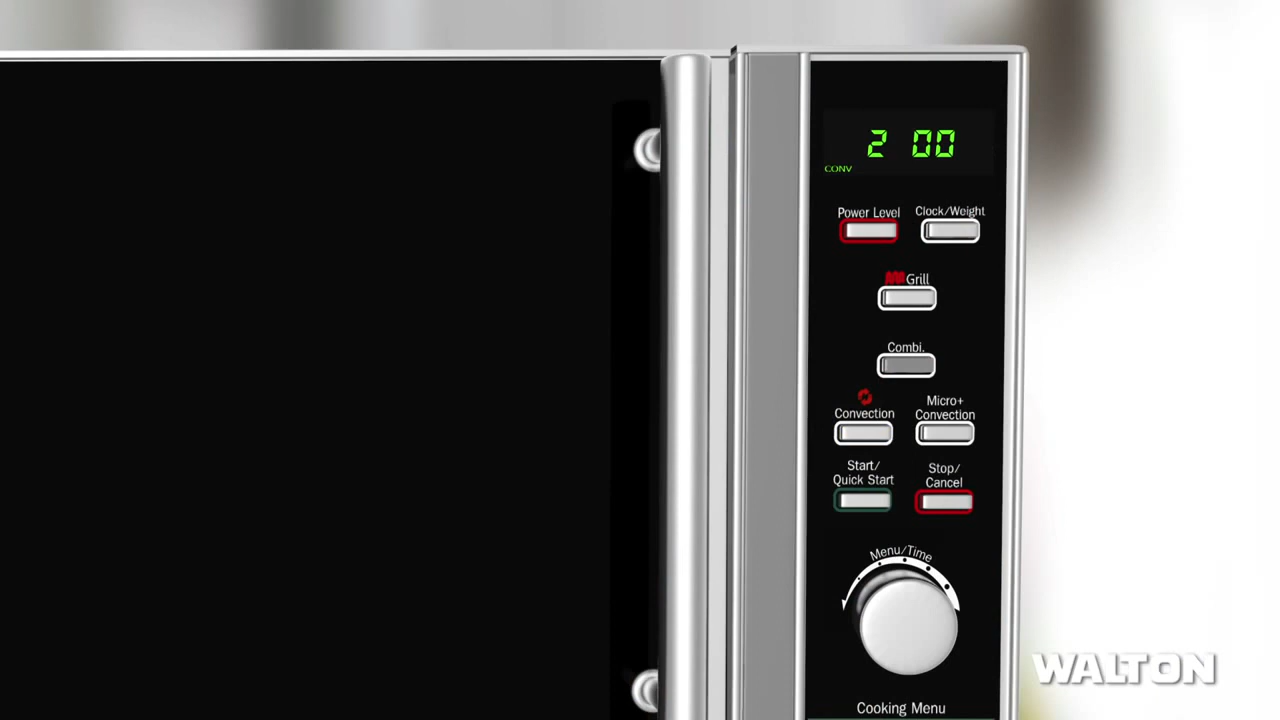 2 00
CONV
Power Level
Clock/Weight
Grill
Combi.
Convection
Micro+
Convection
Start/
Quick Start
Stop/
Cancel
Menu/Time
Cooking Menu
WALTON